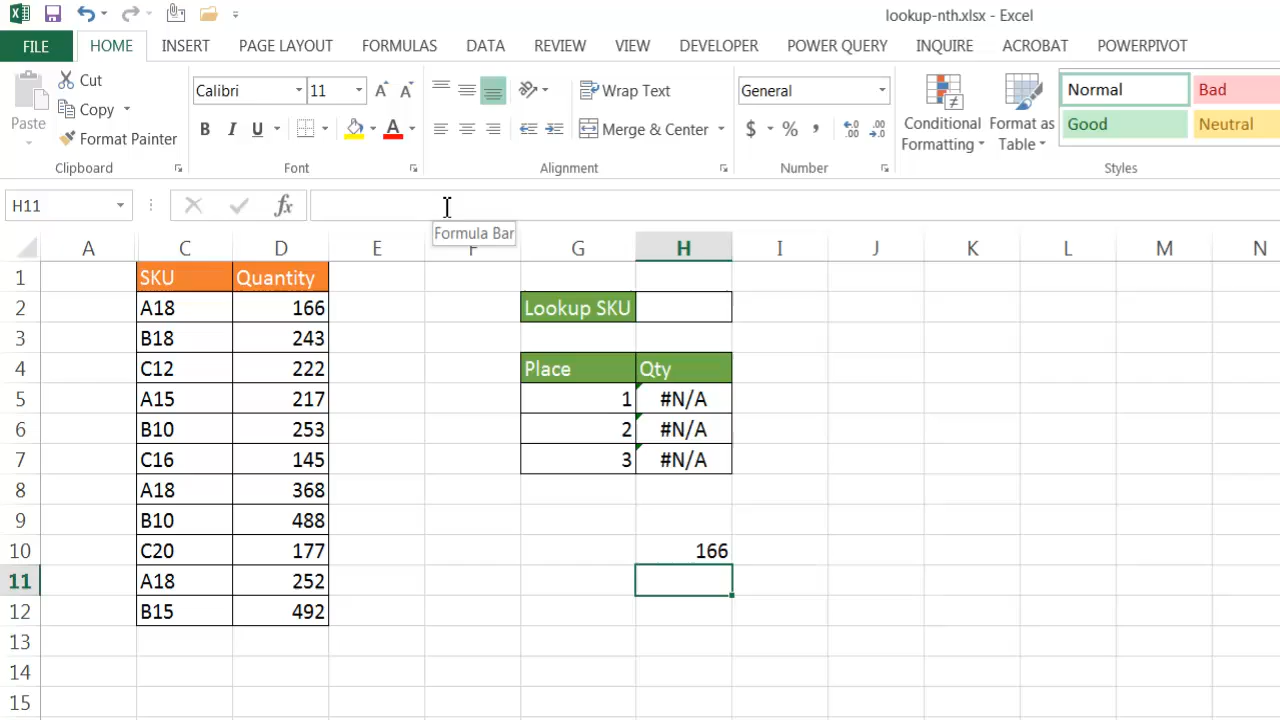 lookup-nth.xlsx - Excel
FILE HOME INSERT PAGE LAYOUT FORMULAS DATA REVIEW VIEW DEVELOPER POWER QUERY INQUIRE ACROBAT POWERPIVOT
Paste
Cut
Copy
Format Painter
Clipboard
Calibri 11
B I U A
Font
Wrap Text
Merge & Center
Alignment
General
$ % ,
Number
Conditional Formatting
Format as Table
Normal Bad
Good Neutral
Styles
H11 fx
Formula Bar
A C D E F G H I J K L M N
1 SKU Quantity
2 A18 166 Lookup SKU
3 B18 243
4 C12 222 Place Qty
5 A15 217 1 #N/A
6 B10 253 2 #N/A
7 C16 145 3 #N/A
8 A18 368
9 B10 488
10 C20 177 166
11 A18 252
12 B15 492
13
14
15